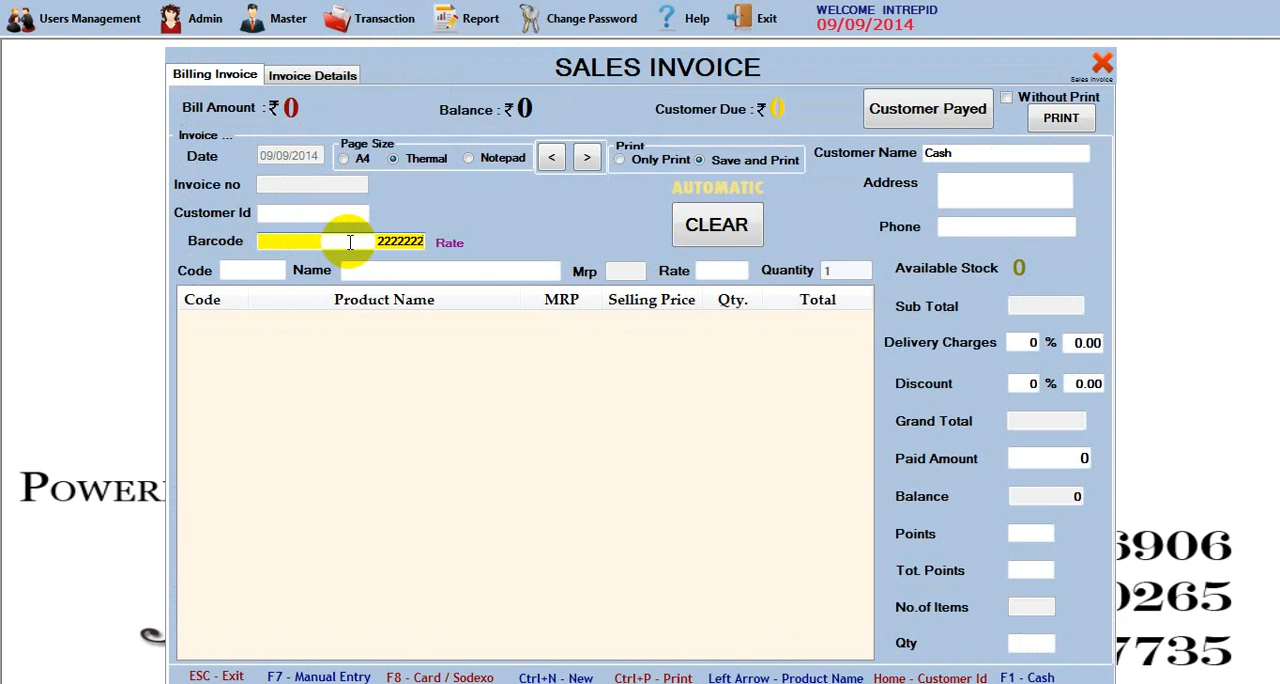 Users Management Admin Master Transaction Report Change Password Help Exit WELCOME INTREPID
09/09/2014
Billing Invoice Invoice Details SALES INVOICE Sales Invoice
Bill Amount : ₹ 0 Balance : ₹ 0 Customer Due : ₹ 0 Customer Payed Without Print
PRINT
Invoice ...
Date 09/09/2014 Page Size A4 Thermal Notepad < > Print Only Print Save and Print Customer Name Cash
Invoice no AUTOMATIC Address
Customer Id CLEAR Phone
Barcode 2222222 Rate
Code Name Mrp Rate Quantity 1 Available Stock 0
Code Product Name MRP Selling Price Qty. Total
Sub Total
Delivery Charges 0 % 0.00
Discount 0 % 0.00
Grand Total
Paid Amount 0
Balance 0
Points
Tot. Points
No.of Items
Qty
6906
0265
7735
ESC - Exit F7 - Manual Entry F8 - Card / Sodexo Ctrl+N - New Ctrl+P - Print Left Arrow - Product Name Home - Customer Id F1 - Cash